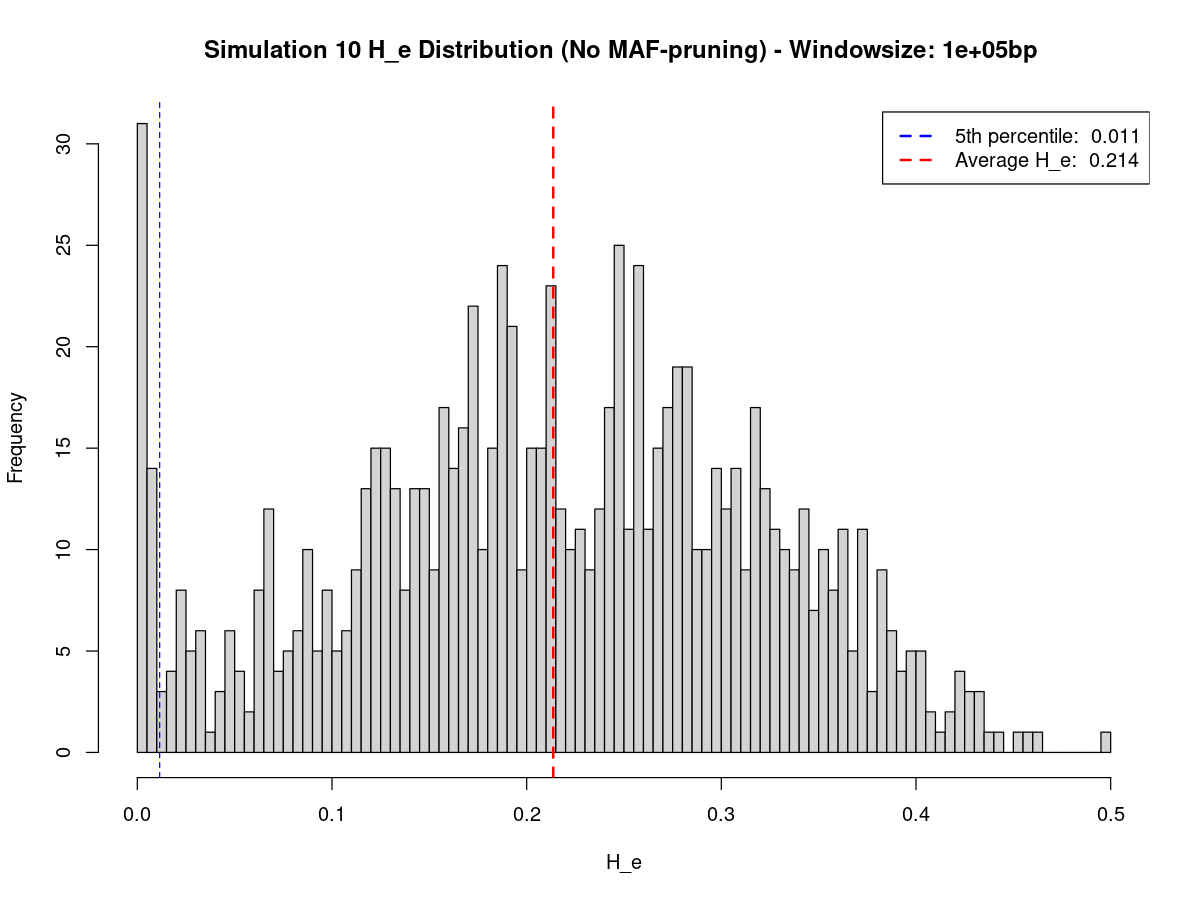 Simulation 10 H_e Distribution (No MAF-pruning) - Windowsize: 1e+05bp
5th percentile: 0.011
Average H_e: 0.214
Frequency
30
25
20
15
10
5
0
0.0 0.1 0.2 0.3 0.4 0.5
H_e